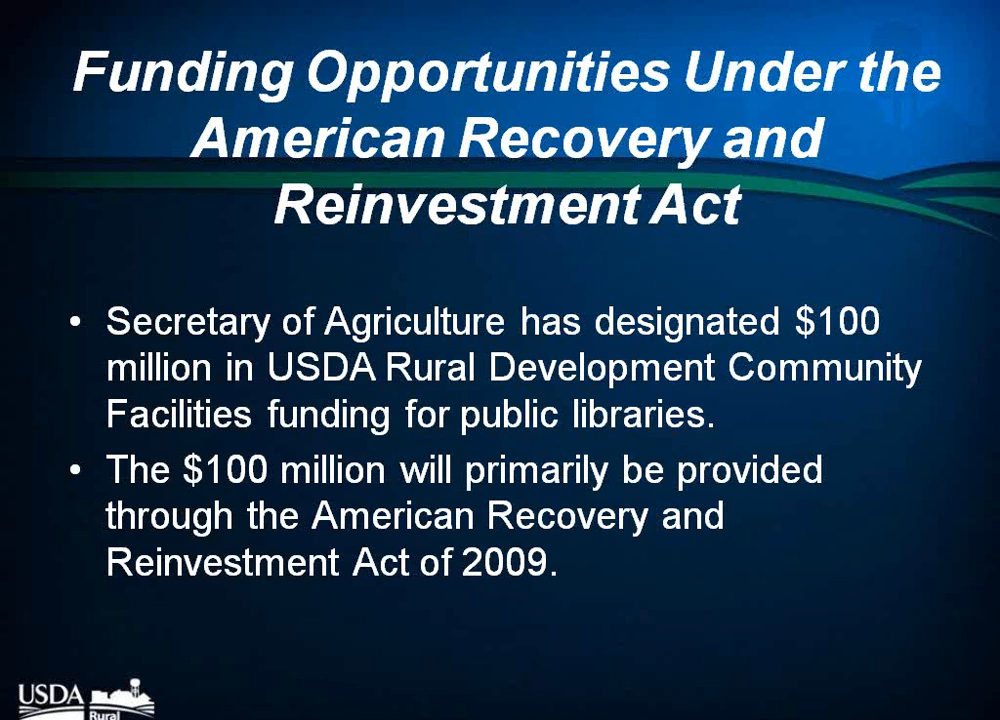 Funding Opportunities Under the
American Recovery and
Reinvestment Act
• Secretary of Agriculture has designated $100
million in USDA Rural Development Community
Facilities funding for public libraries.
• The $100 million will primarily be provided
through the American Recovery and
Reinvestment Act of 2009.
USDA
Rural